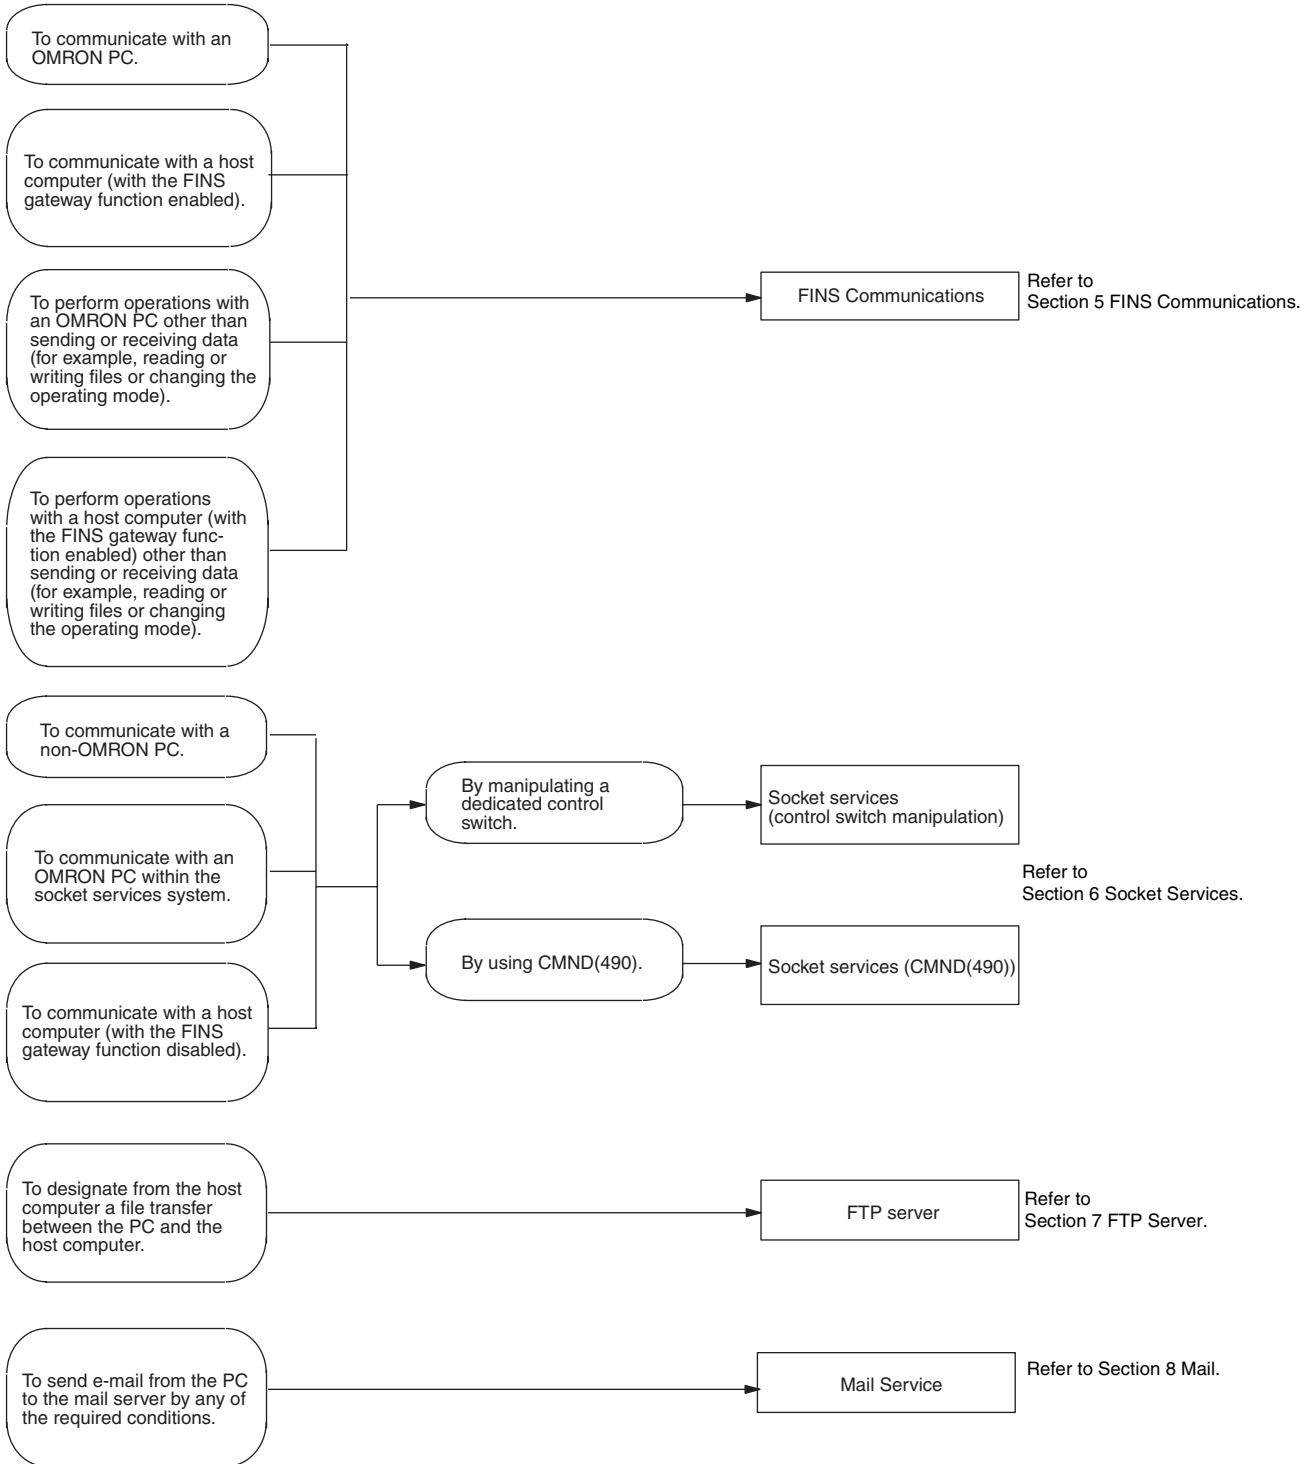 To communicate with an
OMRON PC.
To communicate with a host
computer (with the FINS
gateway function enabled).
To perform operations with
an OMRON PC other than
sending or receiving data
(for example, reading or
writing files or changing the
operating mode).
FINS Communications
Refer to
Section 5 FINS Communications.
To perform operations
with a host computer (with
the FINS gateway func-
tion enabled) other than
sending or receiving data
(for example, reading or
writing files or changing
the operating mode).
To communicate with a
non-OMRON PC.
To communicate with an
OMRON PC within the
socket services system.
To communicate with a host
computer (with the FINS
gateway function disabled).
By manipulating a
dedicated control
switch.
Socket services
(control switch manipulation)
By using CMND(490).
Socket services (CMND(490))
Refer to
Section 6 Socket Services.
To designate from the host
computer a file transfer
between the PC and the
host computer.
FTP server
Refer to
Section 7 FTP Server.
To send e-mail from the PC
to the mail server by any of
the required conditions.
Mail Service
Refer to Section 8 Mail.